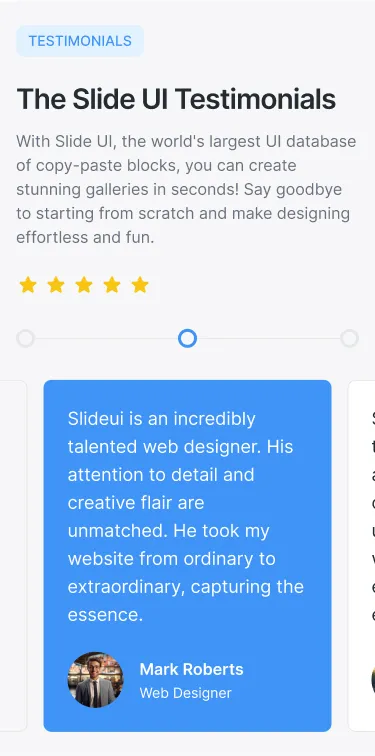 TESTIMONIALS
The Slide UI Testimonials
With Slide UI, the world's largest UI database
of copy-paste blocks, you can create
stunning galleries in seconds! Say goodbye
to starting from scratch and make designing
effortless and fun.
Slideui is an incredibly
talented web designer. His
attention to detail and
creative flair are
unmatched. He took my
website from ordinary to
extraordinary, capturing the
essence.
Mark Roberts
Web Designer